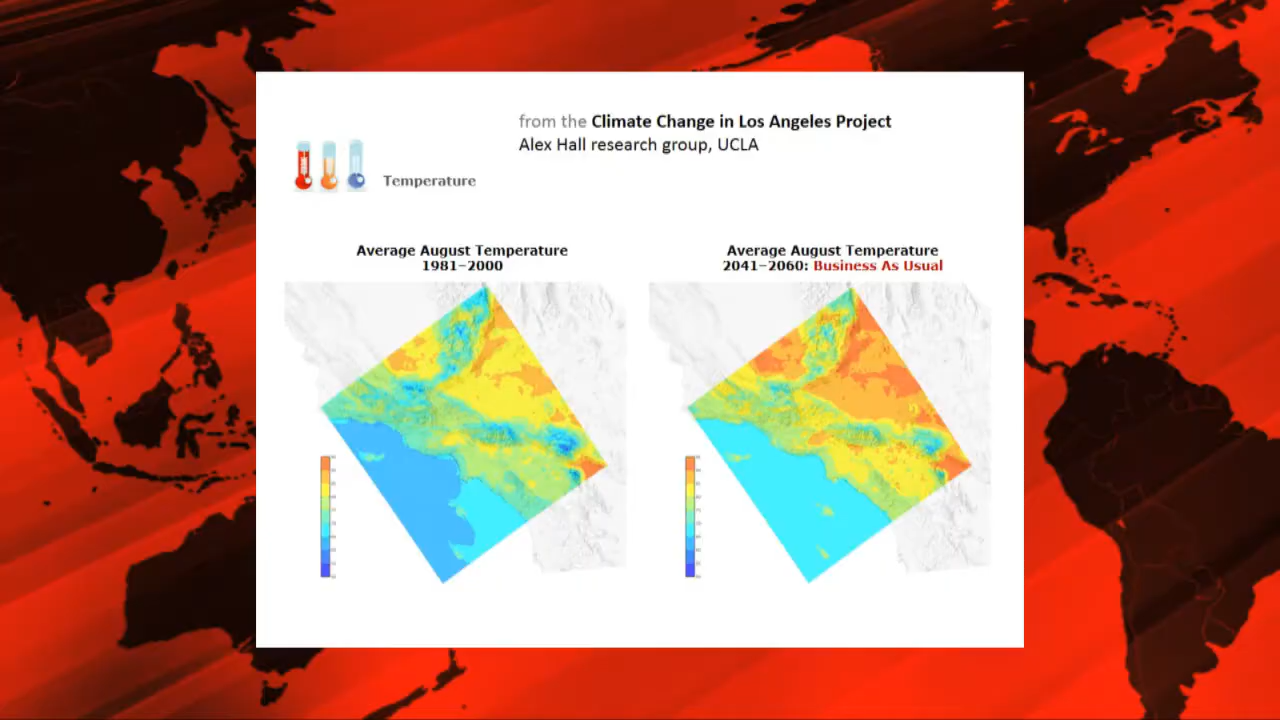 from the Climate Change in Los Angeles Project
Alex Hall research group, UCLA
Temperature
Average August Temperature
1981–2000
Average August Temperature
2041–2060: Business As Usual